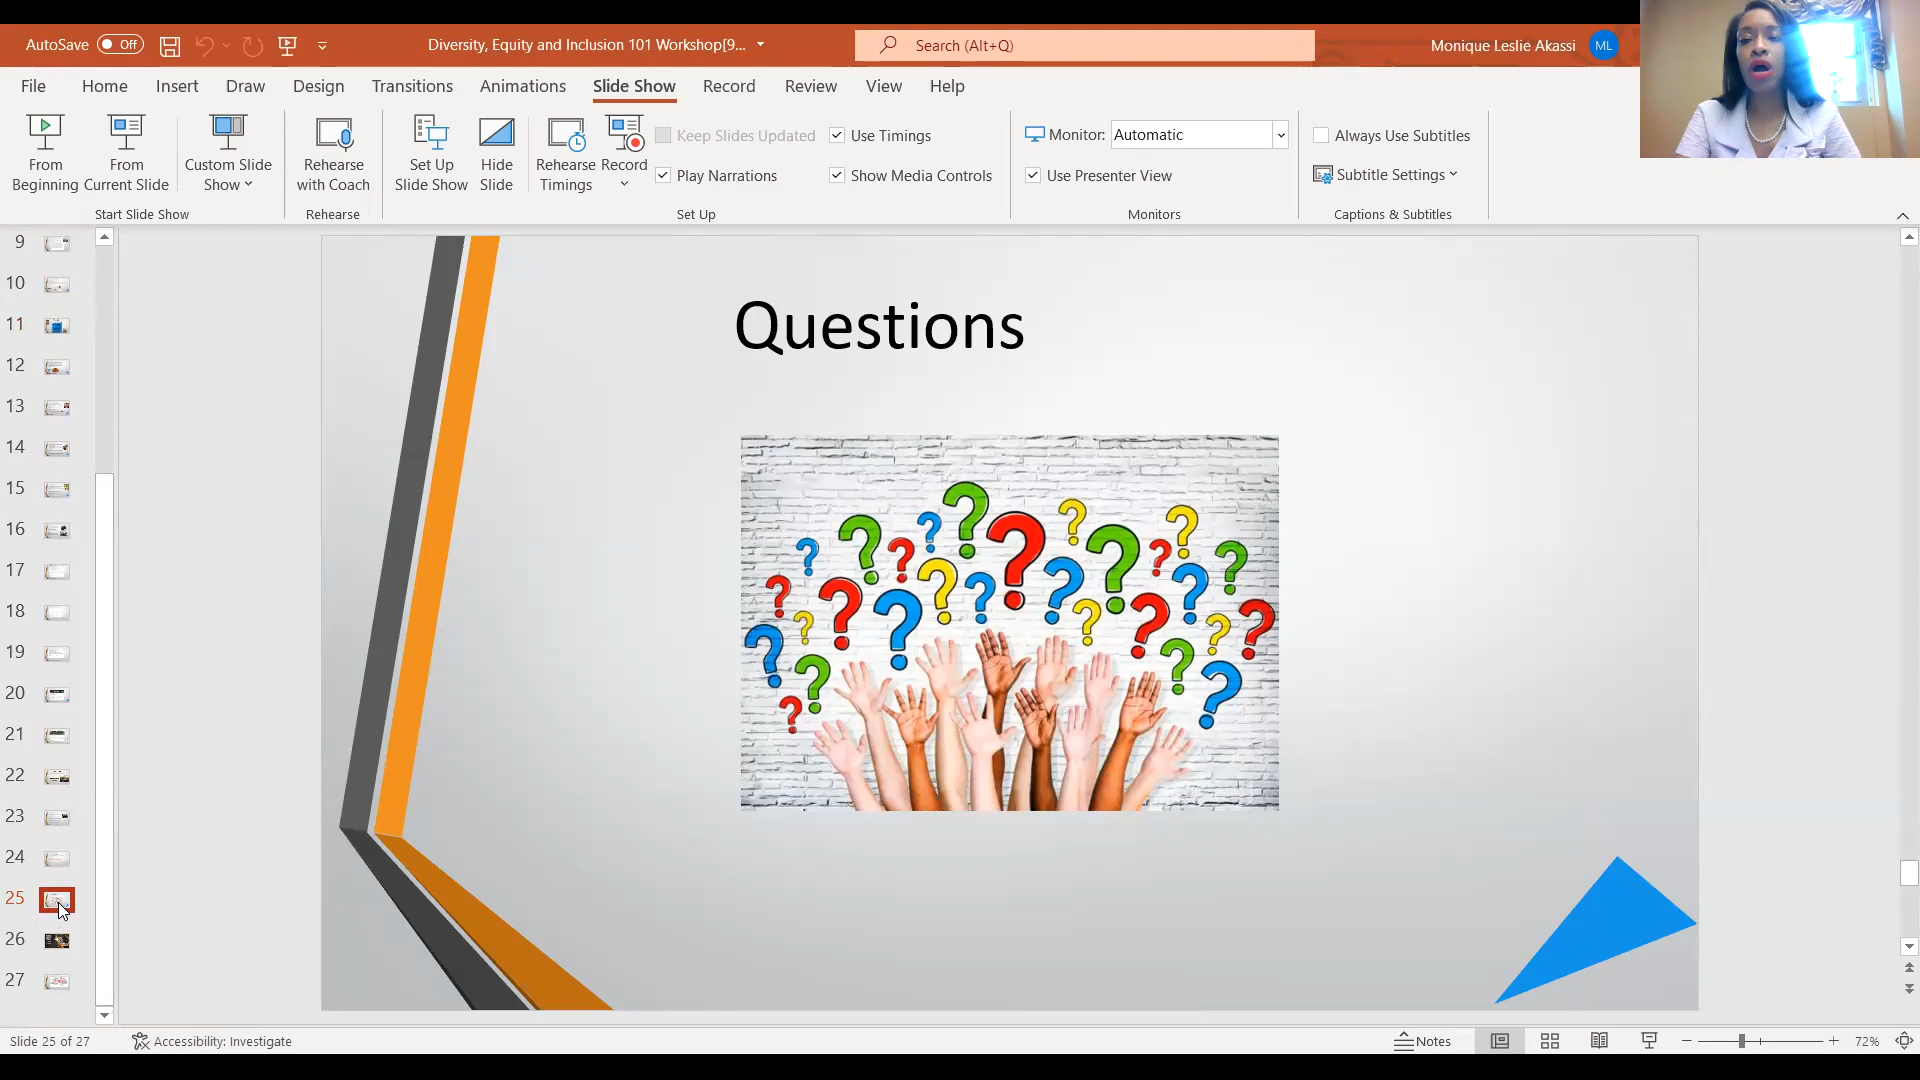 AutoSave Off
Diversity, Equity and Inclusion 101 Workshop[9...
Search (Alt+Q)
Monique Leslie Akassi ML
File Home Insert Draw Design Transitions Animations Slide Show Record Review View Help
From Beginning
From Current Slide
Custom Slide Show
Start Slide Show
Rehearse with Coach
Rehearse
Set Up Slide Show
Hide Slide
Rehearse Timings
Record
Keep Slides Updated
Play Narrations
Use Timings
Show Media Controls
Set Up
Monitor: Automatic
Use Presenter View
Monitors
Always Use Subtitles
Subtitle Settings
Captions & Subtitles
9
10
11
12
13
14
15
16
17
18
19
20
21
22
23
24
25
26
27
Questions
? ? ? ? ? ? ? ? ? ? ? ? ? ? ? ? ? ? ? ? ? ? ? ? ? ? ?
Slide 25 of 27
Accessibility: Investigate
Notes
72%